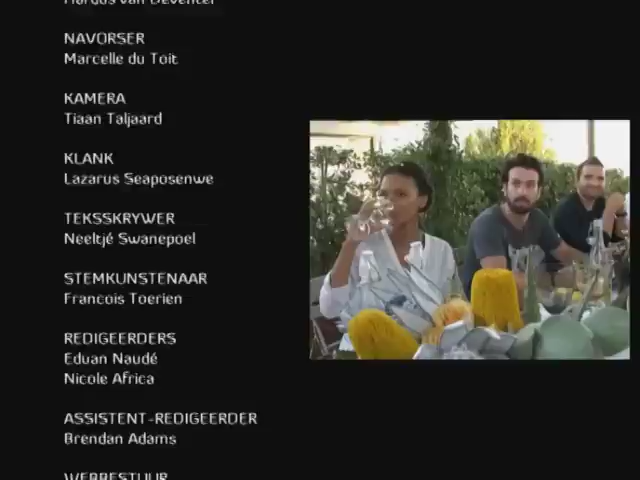 NAVORSER
Marcelle du Toit
KAMERA
Tiaan Taljaard
KLANK
Lazarus Seaposenwe
TEKSSKRYWER
Neeltjé Swanepoel
STEMKUNSTENAAR
Francois Toerien
REDIGEERDERS
Eduan Naudé
Nicole Africa
ASSISTENT-REDIGEERDER
Brendan Adams